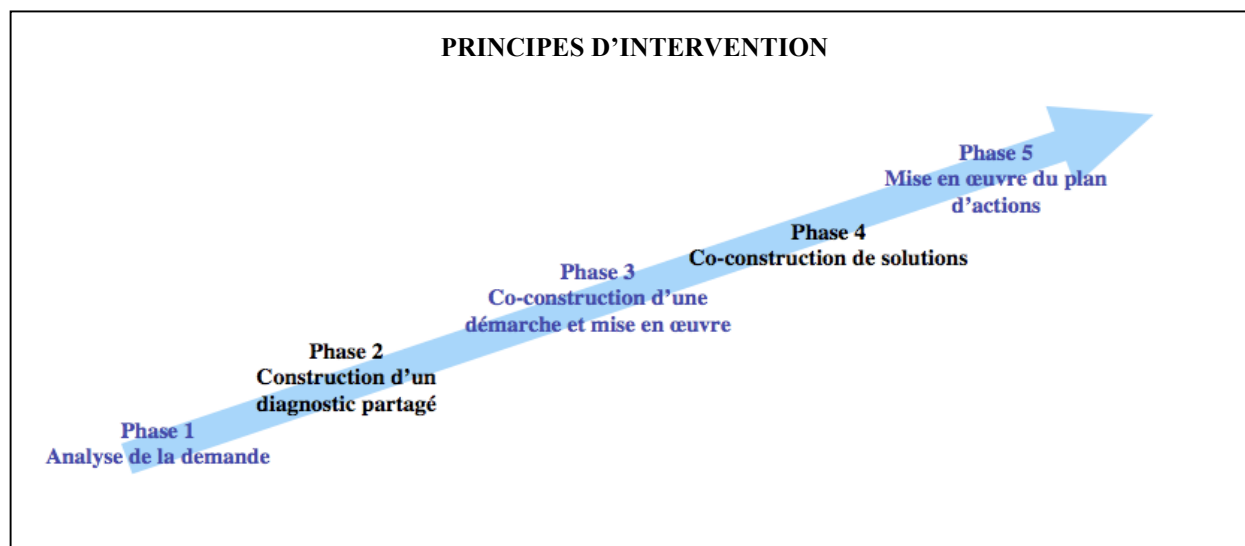 PRINCIPES D’INTERVENTION
Phase 1
Analyse de la demande
Phase 2
Construction d’un
diagnostic partagé
Phase 3
Co-construction d’une
démarche et mise en œuvre
Phase 4
Co-construction de solutions
Phase 5
Mise en œuvre du plan
d’actions